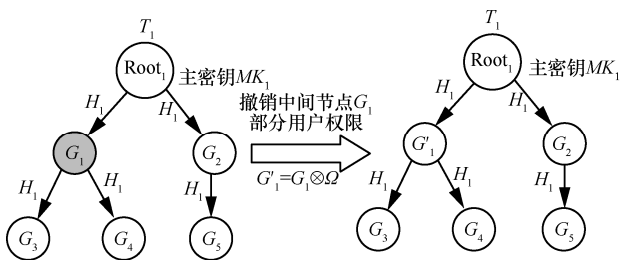 T₁
Root₁
主密钥MK₁
H₁
H₁
G₁
G₂
H₁
H₁
H₁
G₃
G₄
G₅
撤销中间节点G₁
部分用户权限
G'₁=G₁⊗Ω
T₁
Root₁
主密钥MK₁
H₁
H₁
G'₁
G₂
H₁
H₁
H₁
G₃
G₄
G₅